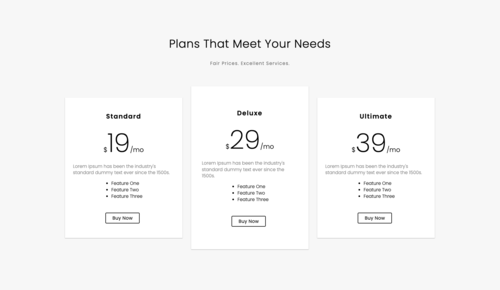 Plans That Meet Your Needs
Fair Prices. Excellent Services.
Standard
$19/mo
Lorem Ipsum has been the industry's
standard dummy text ever since the 1500s.
Feature One
Feature Two
Feature Three
Buy Now
Deluxe
$29/mo
Lorem Ipsum has been the industry's
standard dummy text ever since the
1500s.
Feature One
Feature Two
Feature Three
Buy Now
Ultimate
$39/mo
Lorem Ipsum has been the industry's
standard dummy text ever since the 1500s.
Feature One
Feature Two
Feature Three
Buy Now